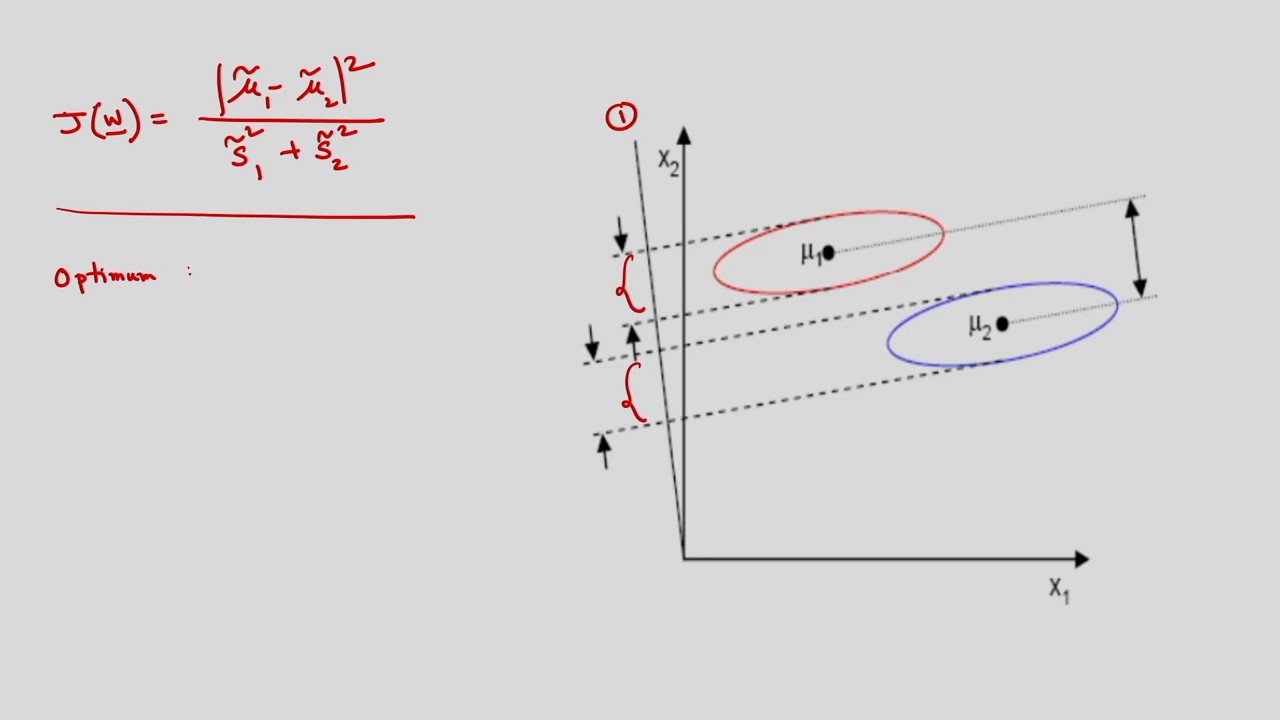 J(w) = |μ̃₁ - μ̃₂|² / s̃₁² + s̃₂²
Optimum :
①
x₂
μ₁
μ₂
x₁